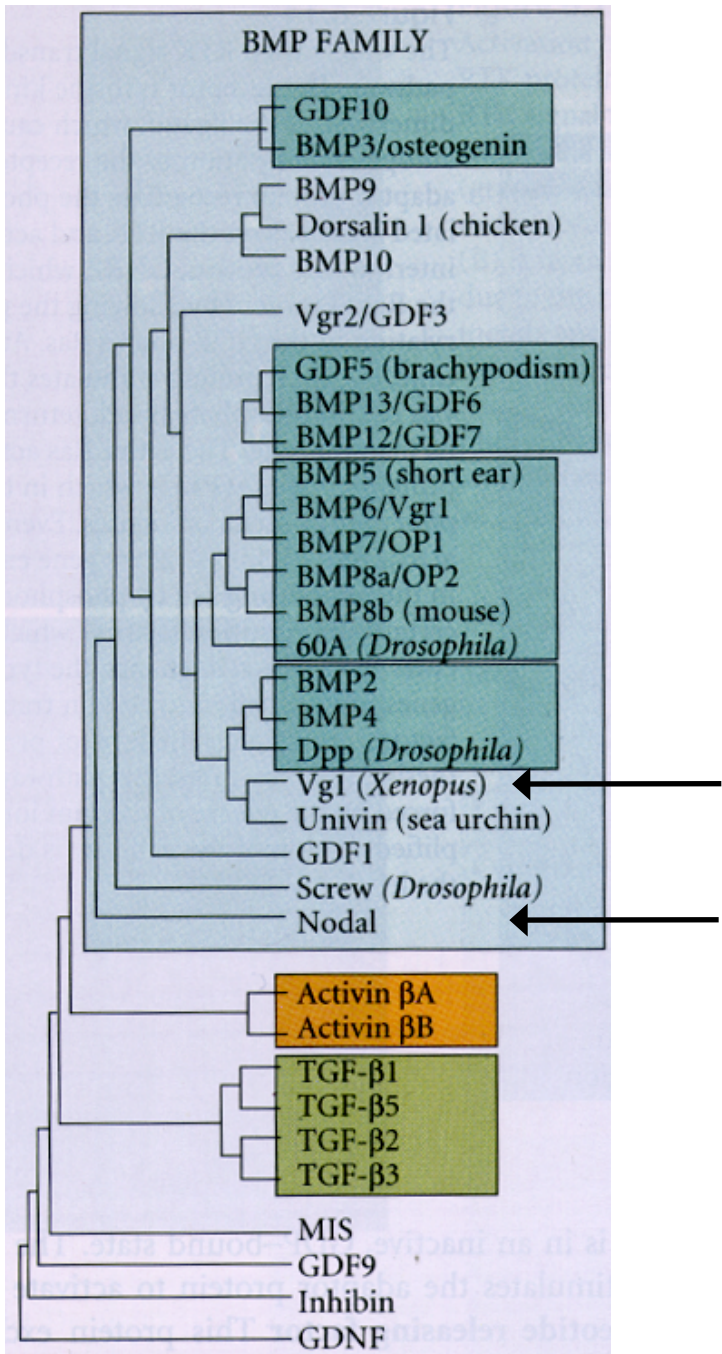 BMP FAMILY
GDF10
BMP3/osteogenin
BMP9
Dorsalin 1 (chicken)
BMP10
Vgr2/GDF3
GDF5 (brachypodism)
BMP13/GDF6
BMP12/GDF7
BMP5 (short ear)
BMP6/Vgr1
BMP7/OP1
BMP8a/OP2
BMP8b (mouse)
60A (Drosophila)
BMP2
BMP4
Dpp (Drosophila)
Vg1 (Xenopus)
Univin (sea urchin)
GDF1
Screw (Drosophila)
Nodal
Activin βA
Activin βB
TGF-β1
TGF-β5
TGF-β2
TGF-β3
MIS
GDF9
Inhibin
GDNF